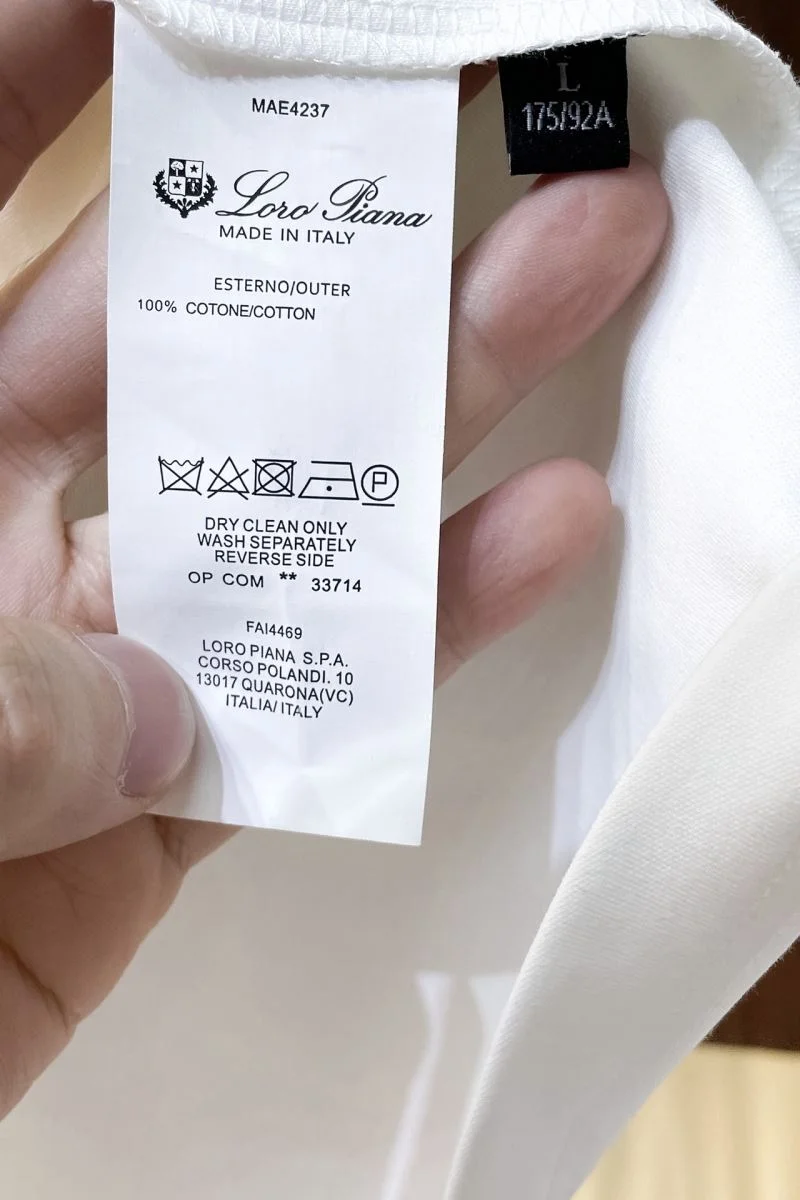 MAE4237
Loro Piana
MADE IN ITALY
ESTERNO/OUTER
100% COTONE/COTTON
P
DRY CLEAN ONLY
WASH SEPARATELY
REVERSE SIDE
OP COM ** 33714
FAI4469
LORO PIANA S.P.A.
CORSO POLANDI. 10
13017 QUARONA(VC)
ITALIA/ITALY
L
175/92A